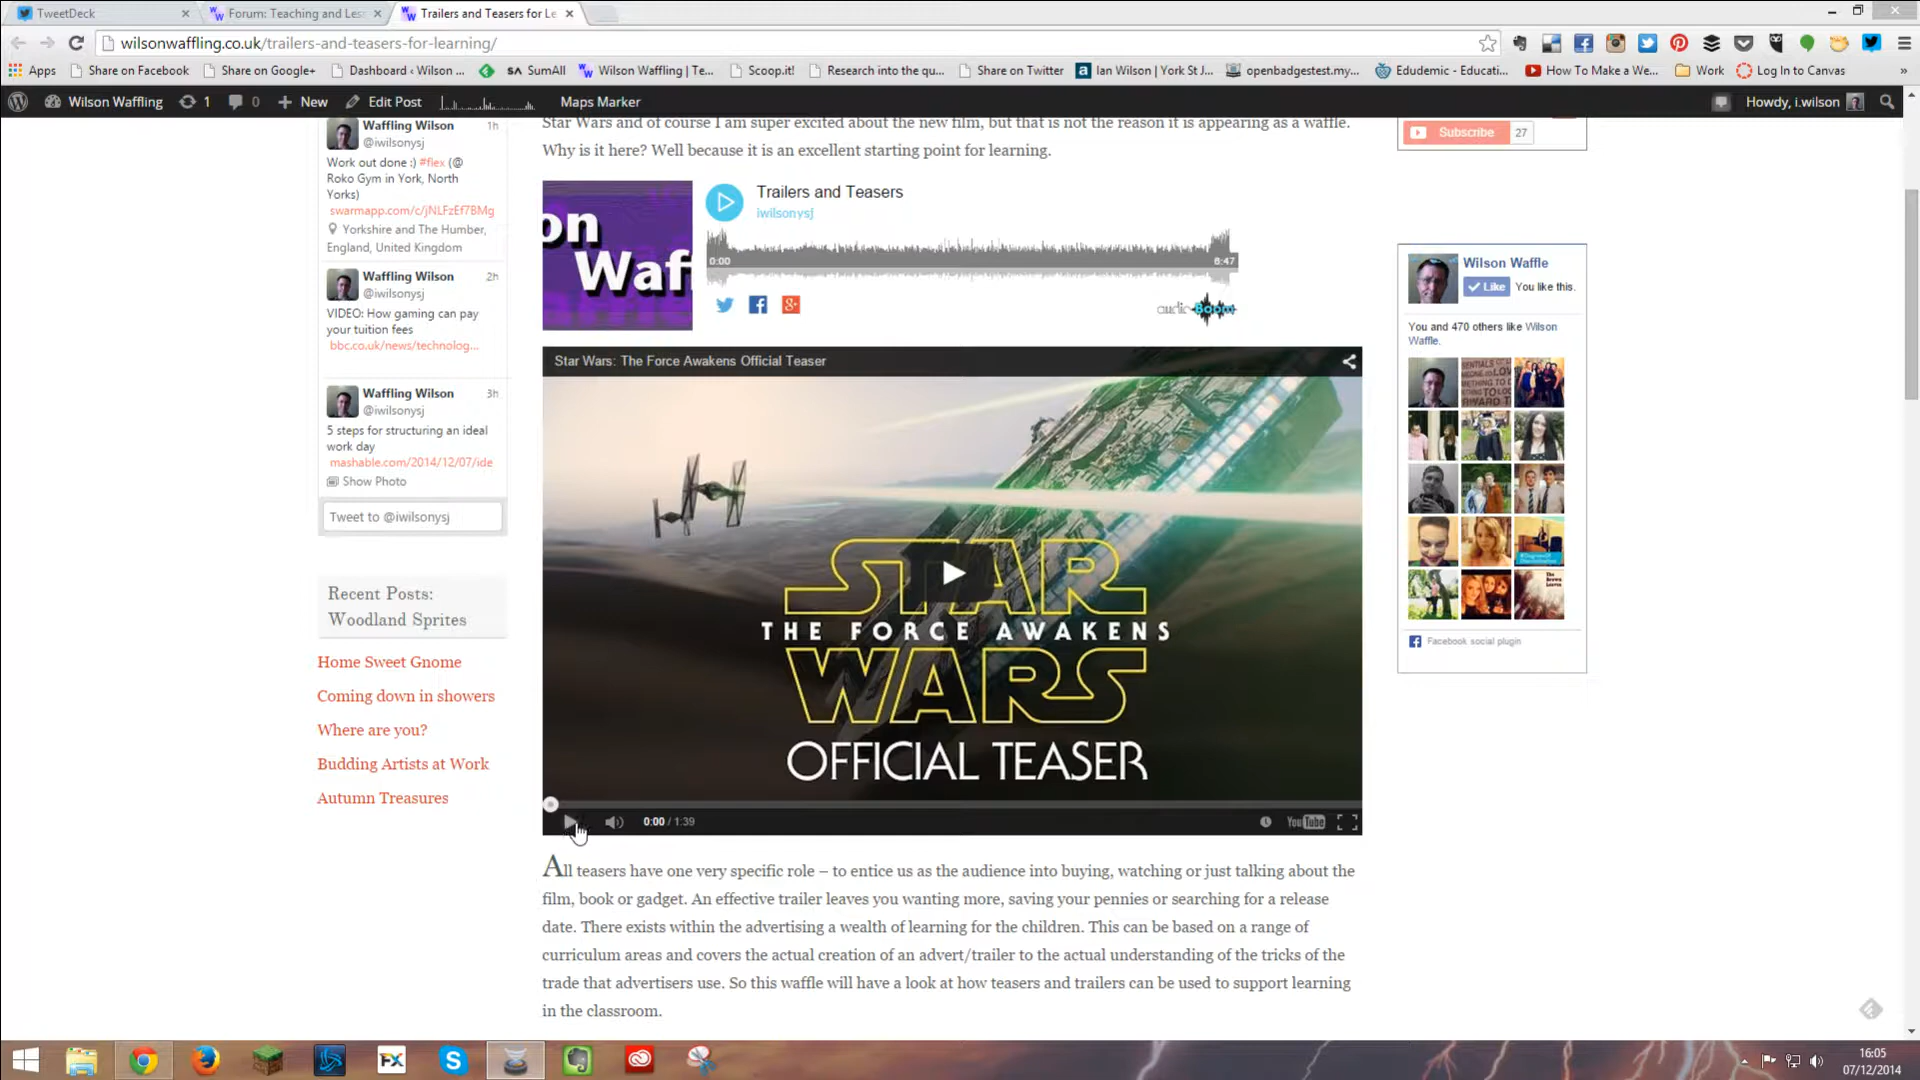 TweetDeck
Forum: Teaching and Lea
Trailers and Teasers for Le
wilsonwaffling.co.uk/trailers-and-teasers-for-learning/
Apps
Share on Facebook
Share on Google+
Dashboard ‹ Wilson ...
SumAll
Wilson Waffling | Te...
Scoop.it!
Research into the qu...
Share on Twitter
Ian Wilson | York St J...
openbadgestest.my...
Edudemic - Educati...
How To Make a We...
Work
Log In to Canvas
»
Wilson Waffling
1
0
New
Edit Post
Maps Marker
Howdy, i.wilson
Waffling Wilson 1h
@iwilsonysj
Work out done :) #flex (@
Roko Gym in York, North
Yorks)
swarmapp.com/c/jNLFzEf7BMg
Yorkshire and The Humber,
England, United Kingdom
Waffling Wilson 2h
@iwilsonysj
VIDEO: How gaming can pay
your tuition fees
bbc.co.uk/news/technolog...
Waffling Wilson 3h
@iwilsonysj
5 steps for structuring an ideal
work day
mashable.com/2014/12/07/ide
Show Photo
Tweet to @iwilsonysj
Recent Posts:
Woodland Sprites
Home Sweet Gnome
Coming down in showers
Where are you?
Budding Artists at Work
Autumn Treasures
Star Wars and of course I am super excited about the new film, but that is not the reason it is appearing as a waffle.
Why is it here? Well because it is an excellent starting point for learning.
on
Waff
Trailers and Teasers
iwilsonysj
0:00
6:47
audioBoom
Star Wars: The Force Awakens Official Teaser
STAR
THE FORCE AWAKENS
WARS
OFFICIAL TEASER
0:00 / 1:39
YouTube
All teasers have one very specific role – to entice us as the audience into buying, watching or just talking about the
film, book or gadget. An effective trailer leaves you wanting more, saving your pennies or searching for a release
date. There exists within the advertising a wealth of learning for the children. This can be based on a range of
curriculum areas and covers the actual creation of an advert/trailer to the actual understanding of the tricks of the
trade that advertisers use. So this waffle will have a look at how teasers and trailers can be used to support learning
in the classroom.
Subscribe 27
Wilson Waffle
Like You like this.
You and 470 others like Wilson
Waffle.
Facebook social plugin
16:05
07/12/2014